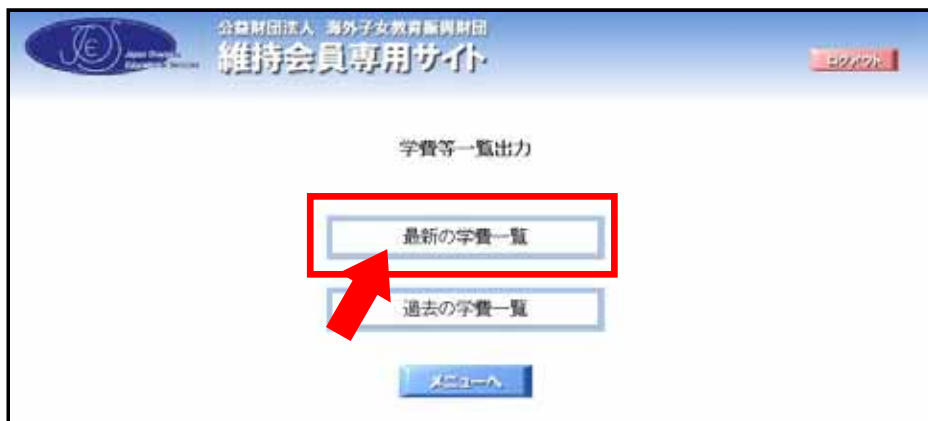 JOES
公益財団法人 海外子女教育振興財団
維持会員専用サイト
ログアウト
学費等一覧出力
最新の学費一覧
過去の学費一覧
メニューへ